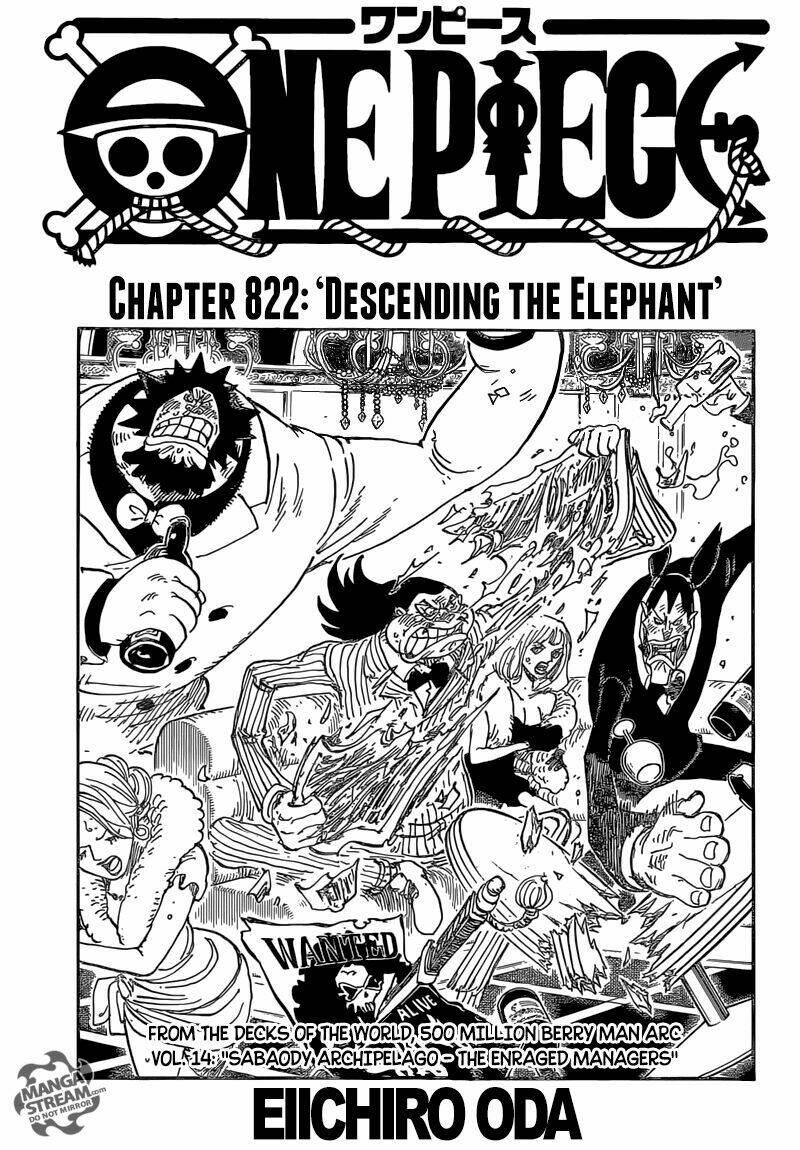 ワンピース
ONE PIECE
CHAPTER 822: ‘DESCENDING THE ELEPHANT’
WANTED
ALIVE
FROM THE DECKS OF THE WORLD, 500 MILLION BERRY MAN ARC
VOL. 14: "SABAODY ARCHIPELAGO - THE ENRAGED MANAGERS"
MANGA
STREAM.COM
DO NOT MIRROR
EIICHIRO ODA